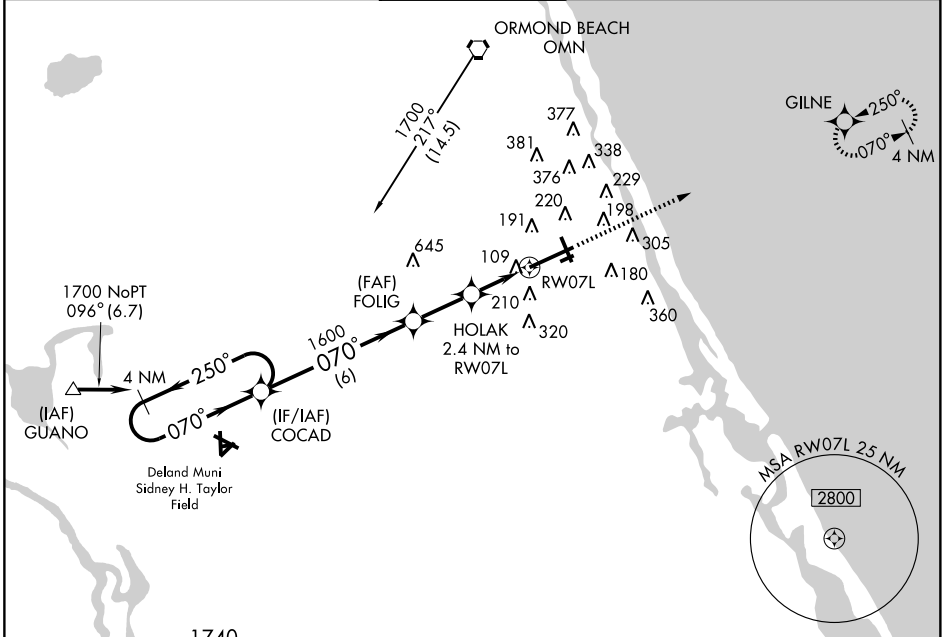 ORMOND BEACH
OMN
1700
217°
(14.5)
GILNE
250°
070°
4 NM
377
381
338
376
229
220
198
191
305
645
109
RW07L
180
(FAF)
FOLIG
210
360
320
HOLAK
2.4 NM to
RW07L
1700 NoPT
096° (6.7)
1600
070°
(6)
4 NM
250°
070°
(IAF)
GUANO
(IF/IAF)
COCAD
Deland Muni
Sidney H. Taylor
Field
MSA RW07L 25 NM
2800
1740